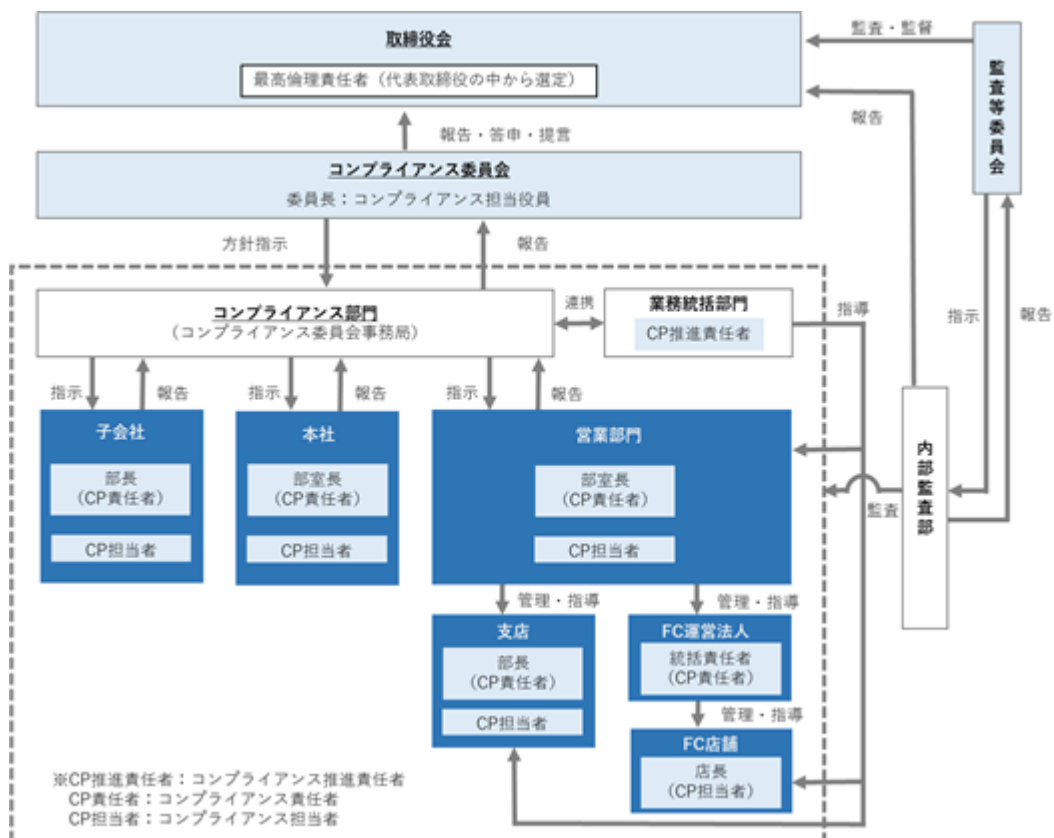 取締役会
最高倫理責任者（代表取締役の中から選定）
監査・監督
監査等委員会
報告
報告・答申・提言
コンプライアンス委員会
委員長：コンプライアンス担当役員
方針指示
報告
コンプライアンス部門
（コンプライアンス委員会事務局）
連携
業務統括部門
CP推進責任者
指導
指示
報告
指示
報告
指示
報告
指示
報告
子会社
部長
（CP責任者）
CP担当者
本社
部室長
（CP責任者）
CP担当者
営業部門
部室長
（CP責任者）
CP担当者
監査
内部監査部
管理・指導
管理・指導
支店
部長
（CP責任者）
CP担当者
FC運営法人
統括責任者
（CP責任者）
管理・指導
FC店舗
店長
（CP担当者）
※CP推進責任者：コンプライアンス推進責任者
CP責任者：コンプライアンス責任者
CP担当者：コンプライアンス担当者